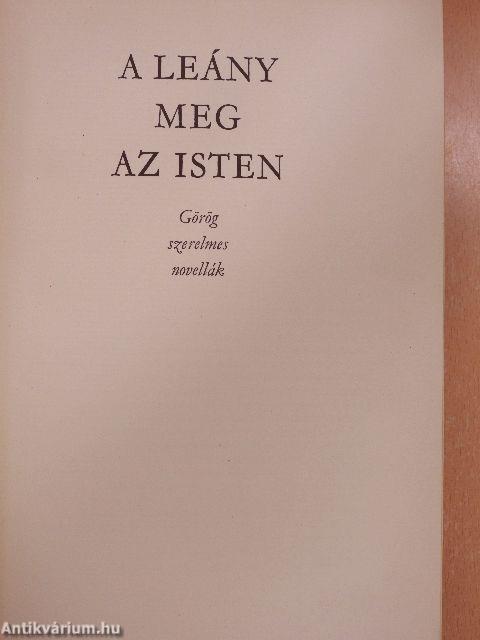 A LEÁNY
MEG
AZ ISTEN
Görög
szerelmes
novellák
Antikvárium.hu